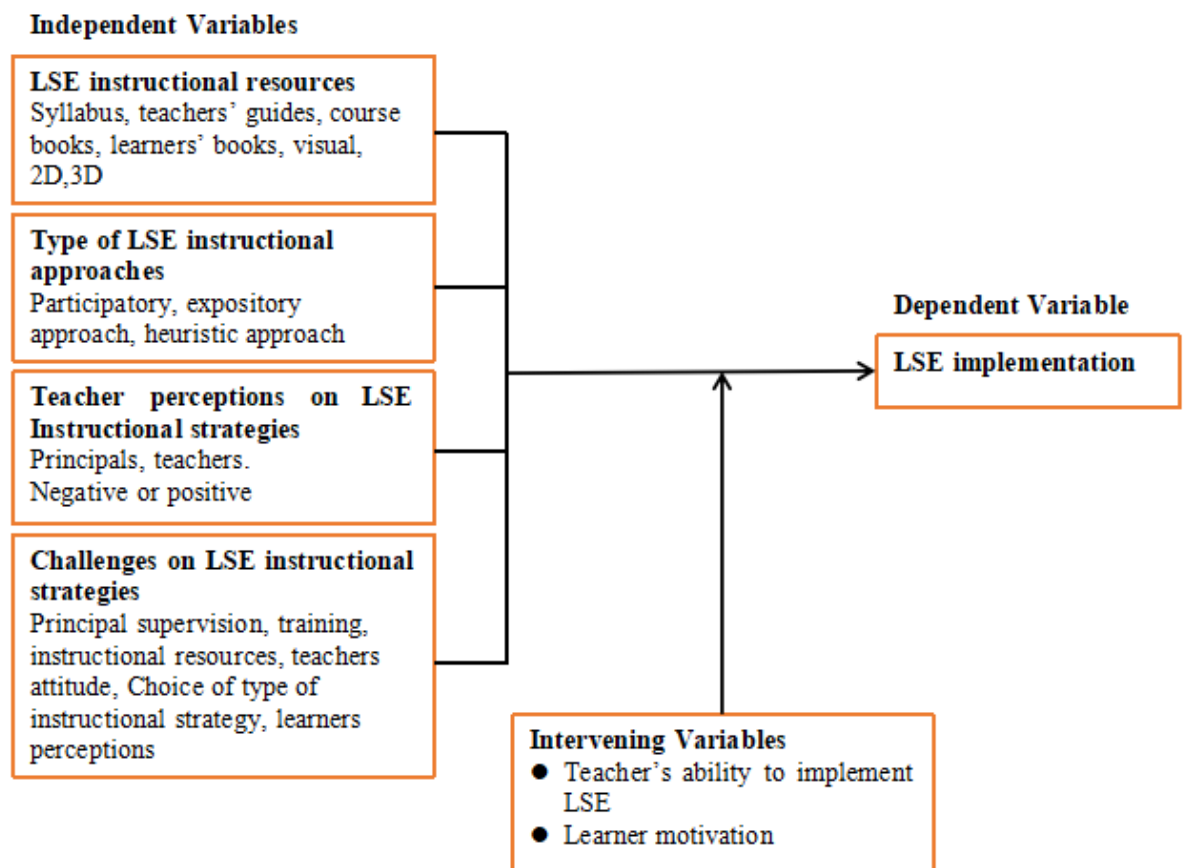 Independent Variables
LSE instructional resources
Syllabus, teachers’ guides, course
books, learners’ books, visual,
2D,3D
Type of LSE instructional
approaches
Participatory, expository
approach, heuristic approach
Teacher perceptions on LSE
Instructional strategies
Principals, teachers.
Negative or positive
Challenges on LSE instructional
strategies
Principal supervision, training,
instructional resources, teachers
attitude, Choice of type of
instructional strategy, learners
perceptions
Dependent Variable
LSE implementation
Intervening Variables
● Teacher’s ability to implement
LSE
● Learner motivation